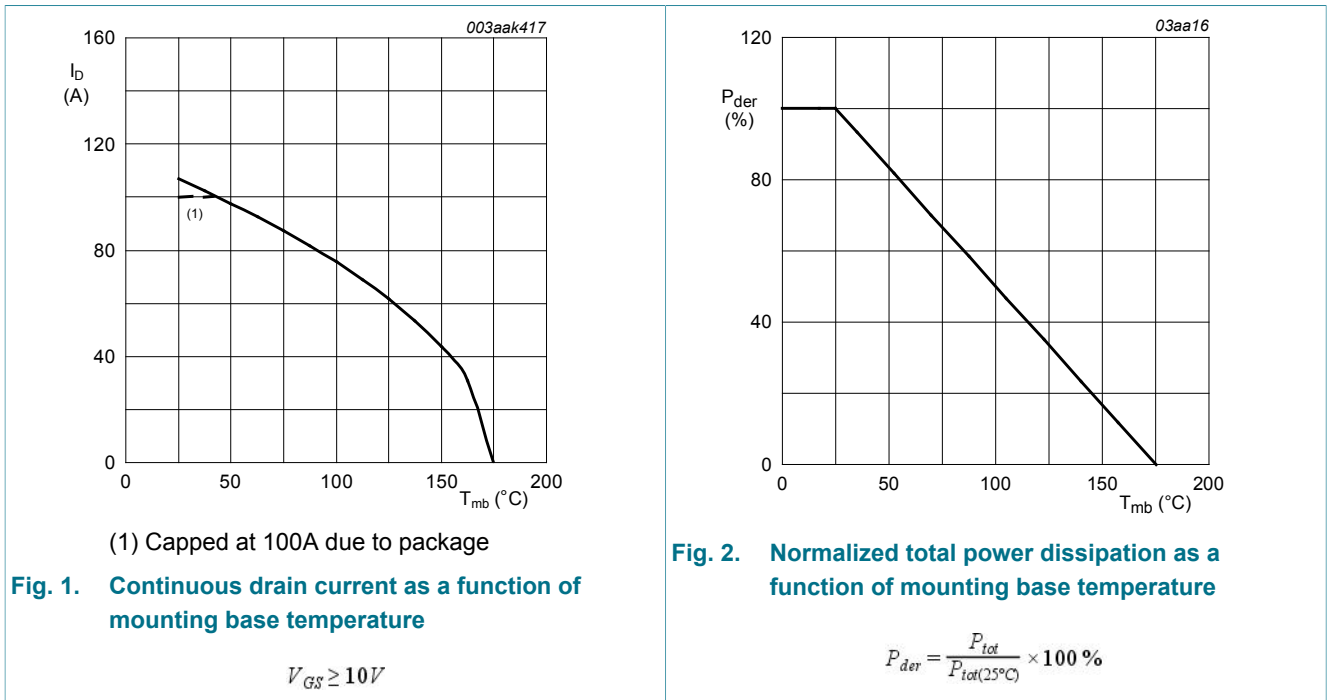 003aak417
160
I_D
(A)
120
(1)
80
40
0
0 50 100 150 200
T_mb (°C)
(1) Capped at 100A due to package
Fig. 1. Continuous drain current as a function of
mounting base temperature
V_GS ≥ 10V
03aa16
120
P_der
(%)
80
40
0
0 50 100 150 200
T_mb (°C)
Fig. 2. Normalized total power dissipation as a
function of mounting base temperature
P_der = P_tot / P_tot(25°C) × 100 %